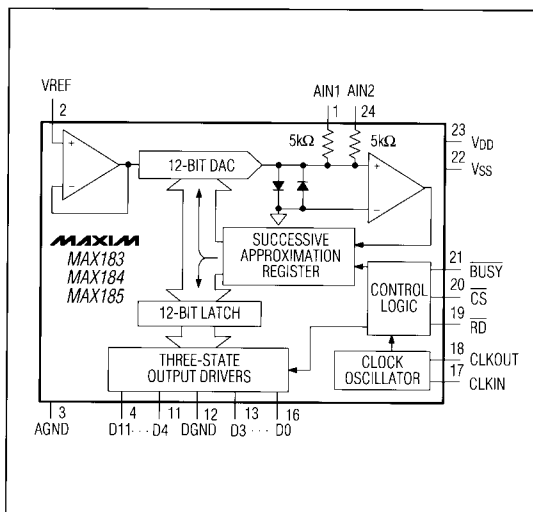 VREF
2
AIN1 AIN2
1 24
5kΩ 5kΩ
23
VDD
22
VSS
12-BIT DAC
+
-
+
-
MAXIM
MAX183
MAX184
MAX185
SUCCESSIVE
APPROXIMATION
REGISTER
CONTROL
LOGIC
21
BUSY
20
CS
19
RD
12-BIT LATCH
THREE-STATE
OUTPUT DRIVERS
CLOCK
OSCILLATOR
18
CLKOUT
17
CLKIN
3 4 11 12 13 16
AGND D11 ··· D4 DGND D3 ··· D0